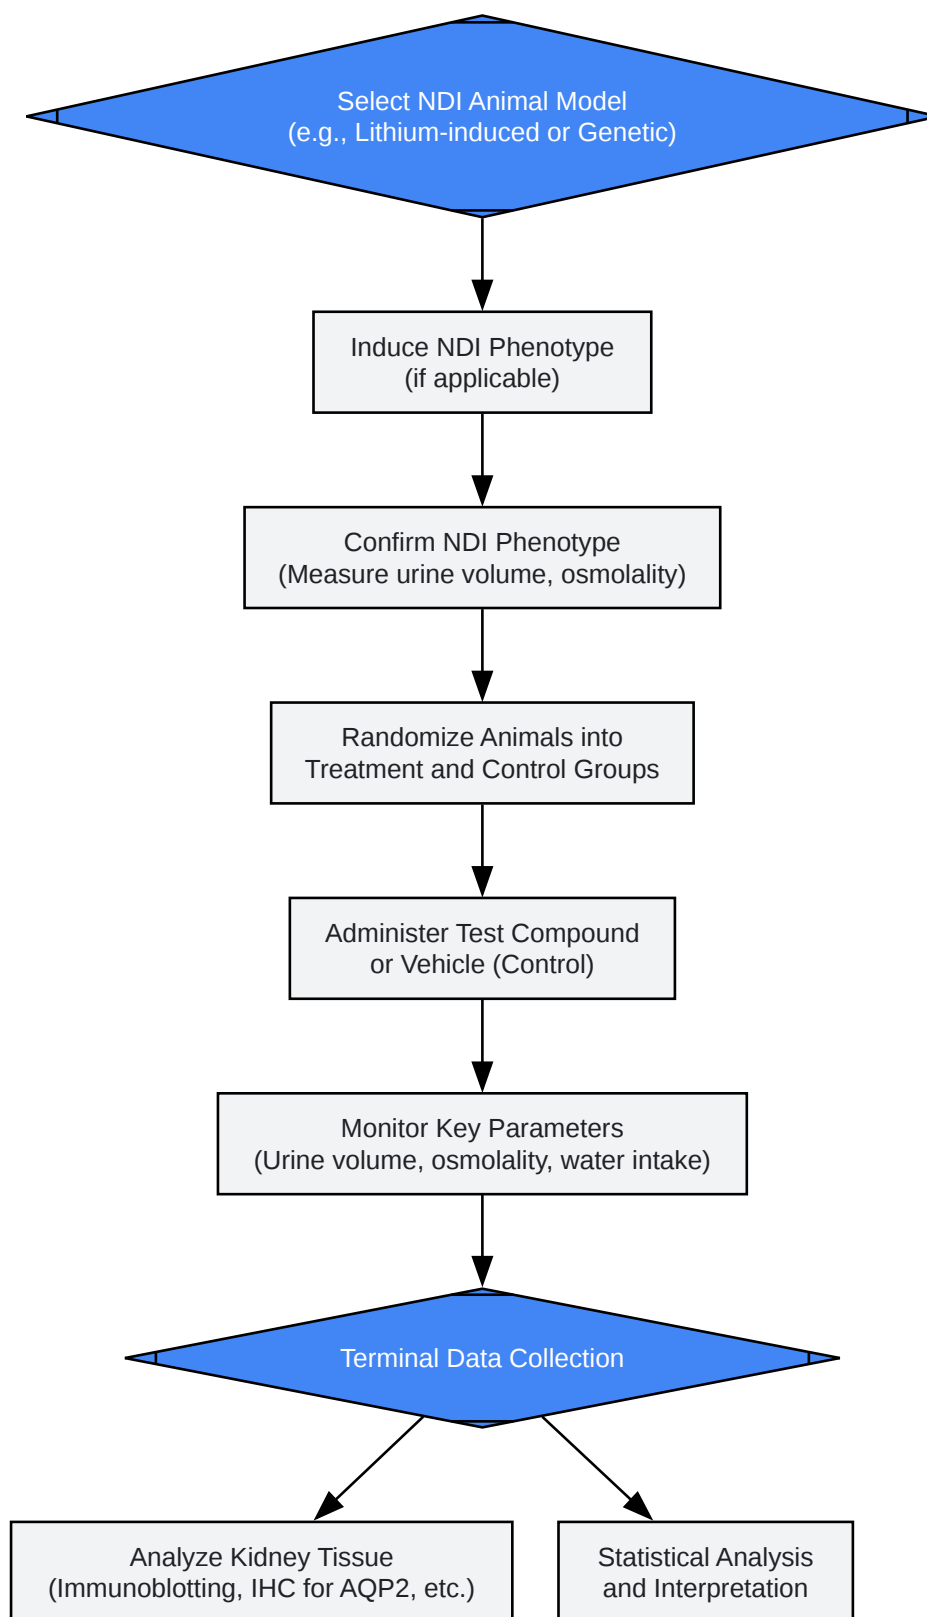 Select NDI Animal Model
(e.g., Lithium-induced or Genetic)
Induce NDI Phenotype
(if applicable)
Confirm NDI Phenotype
(Measure urine volume, osmolality)
Randomize Animals into
Treatment and Control Groups
Administer Test Compound
or Vehicle (Control)
Monitor Key Parameters
(Urine volume, osmolality, water intake)
Terminal Data Collection
Analyze Kidney Tissue
(Immunoblotting, IHC for AQP2, etc.)
Statistical Analysis
and Interpretation